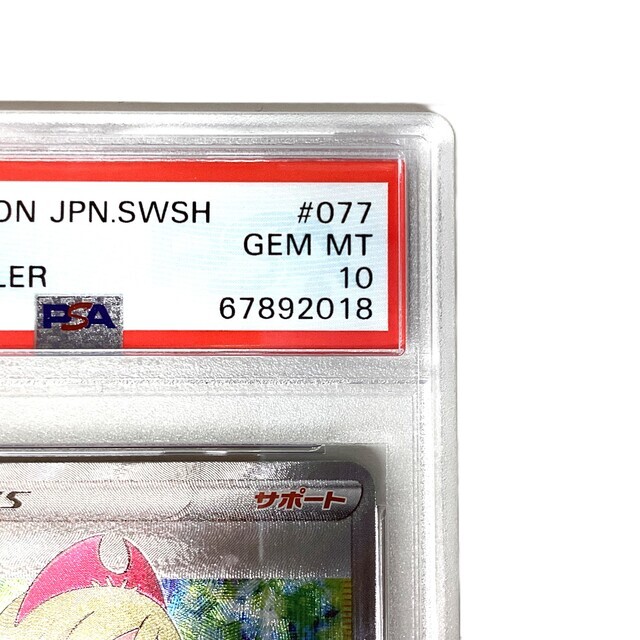 ON JPN.SWSH #077
GEM MT
LER 10
PSA 67892018
サポート